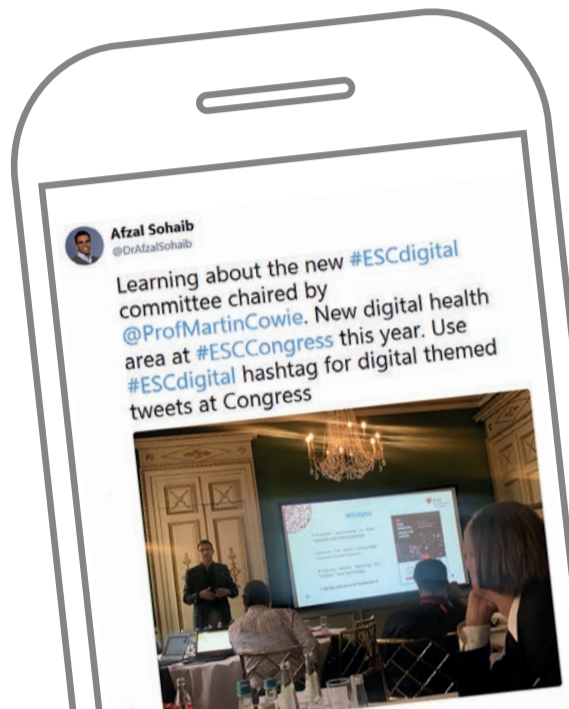 Afzal Sohaib
@DrAfzalSohaib
Learning about the new #ESCdigital
committee chaired by
@ProfMartinCowie. New digital health
area at #ESCCongress this year. Use
#ESCdigital hashtag for digital themed
tweets at Congress